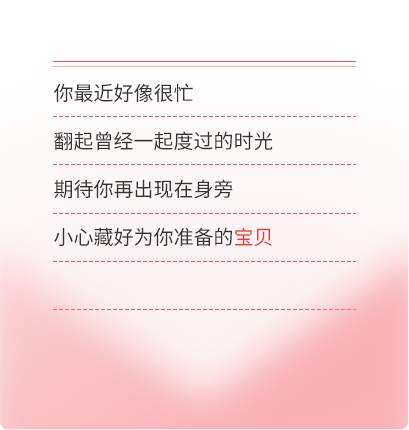 你最近好像很忙
翻起曾经一起度过的时光
期待你再出现在身旁
小心藏好为你准备的宝贝